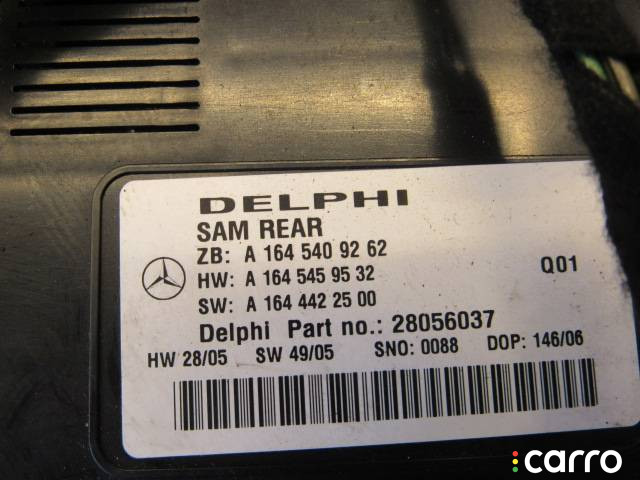 DELPHI
SAM REAR
ZB: A 164 540 92 62
HW: A 164 545 95 32 Q01
SW: A 164 442 25 00
Delphi Part no.: 28056037
HW 28/05 SW 49/05 SNO: 0088 DOP: 146/06
carro